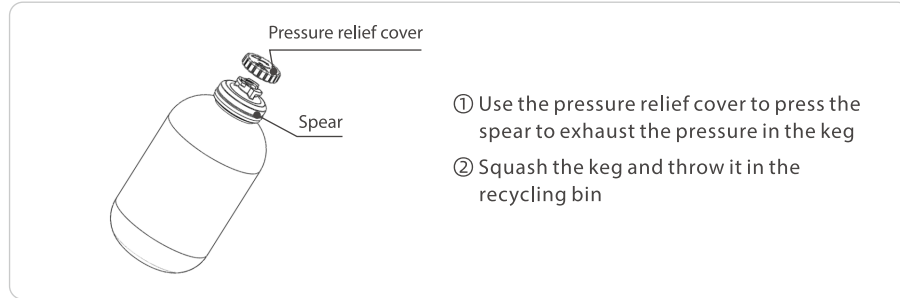 Pressure relief cover
Spear
① Use the pressure relief cover to press the
spear to exhaust the pressure in the keg
② Squash the keg and throw it in the
recycling bin